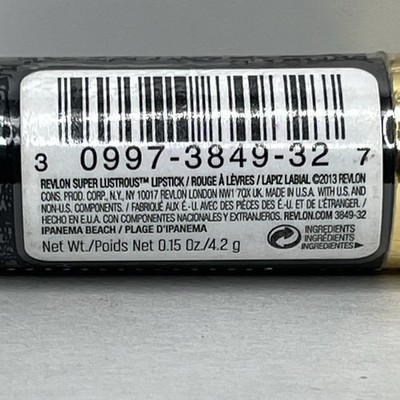 3 0997-3849-32 7
REVLON SUPER LUSTROUS™ LIPSTICK / ROUGE À LÈVRES / LAPIZ LABIAL ©2013 REVLON
CONS. PROD. CORP., N.Y., NY 10017 REVLON LONDON NW1 7QX UK. MADE IN U.S.A. WITH U.S. AND
NON-U.S. COMPONENTS. / FABRIQUÉ AUX É.-U. AVEC DES PIÈCES DES É.-U. ET DE L'ÉTRANGER. /
HECHO EN E.U.A. CON COMPONENTES NACIONALES Y EXTRANJEROS. REVLON.COM 3849-32
IPANEMA BEACH / PLAGE D'IPANEMA
Net Wt./Poids Net 0.15 Oz./4.2 g
INGREDIENTS
INGRÉDIENTS